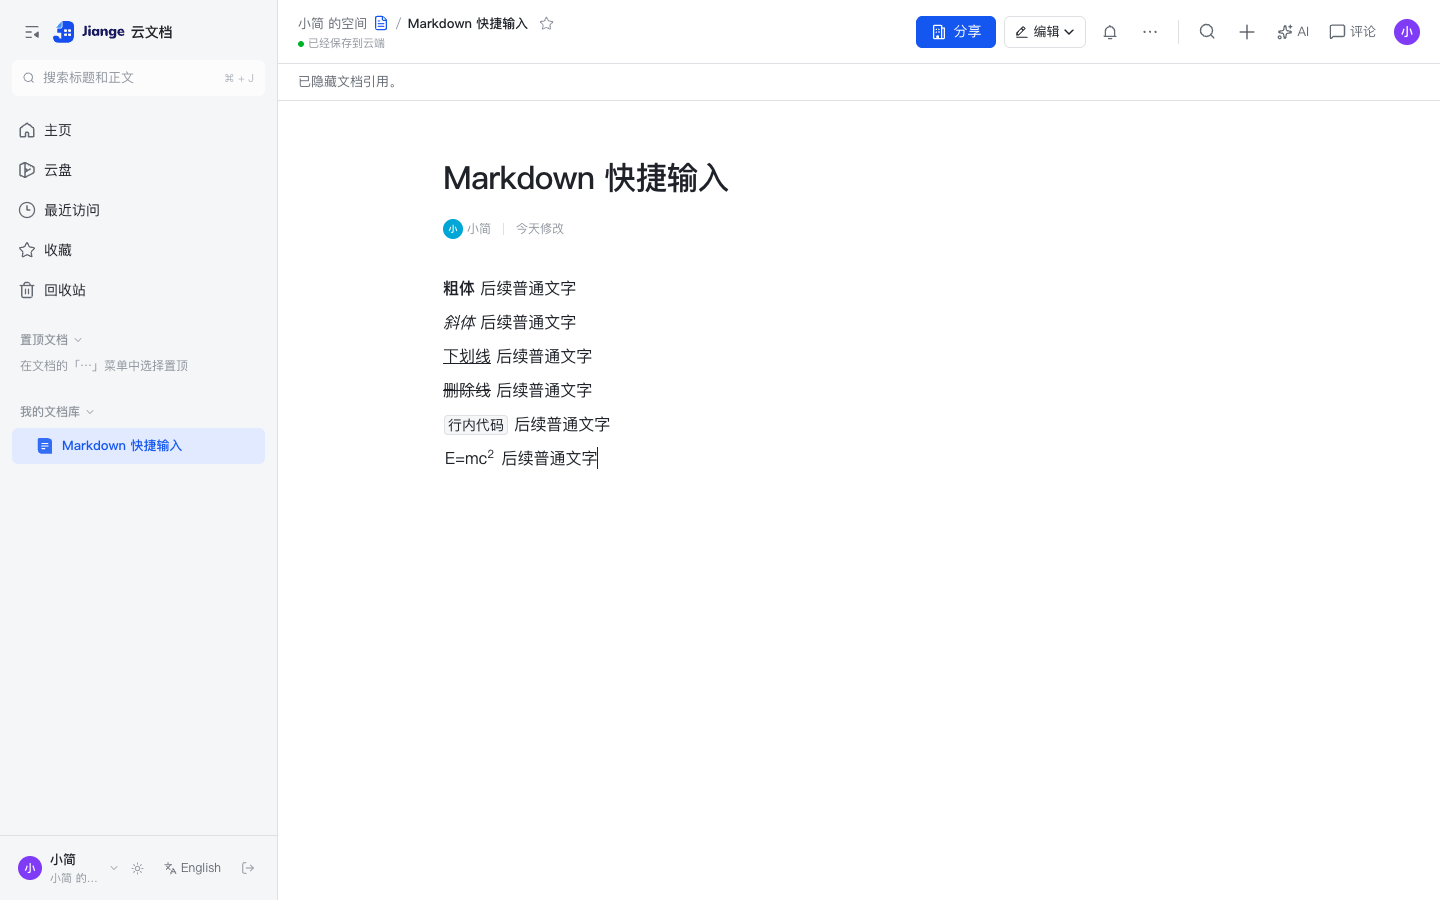 Jiange 云文档
搜索标题和正文 ⌘ + J
主页
云盘
最近访问
收藏
回收站
置顶文档
在文档的「…」菜单中选择置顶
我的文档库
Markdown 快捷输入
小 小简
小简 的...
English
小简 的空间 / Markdown 快捷输入
已经保存到云端
分享 编辑 AI 评论 小
已隐藏文档引用。
Markdown 快捷输入
小 小简 今天修改
粗体 后续普通文字
斜体 后续普通文字
下划线 后续普通文字
删除线 后续普通文字
行内代码 后续普通文字
E=mc² 后续普通文字